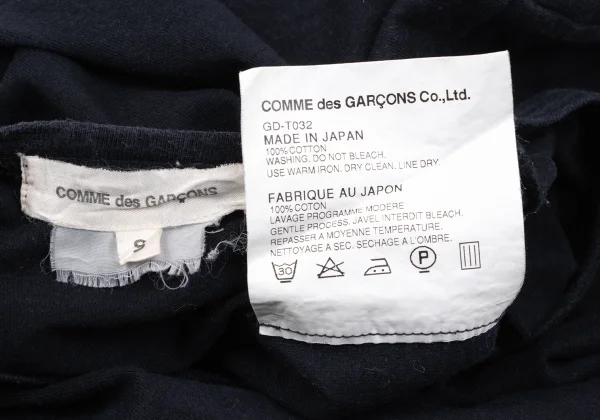 COMME des GARÇONS
9
COMME des GARÇONS Co.,Ltd.
GD-T032
MADE IN JAPAN
100% COTTON
WASHING. DO NOT BLEACH.
USE WARM IRON. DRY CLEAN. LINE DRY.
FABRIQUE AU JAPON
100% COTON
LAVAGE PROGRAMME MODERE
GENTLE PROCESS. JAVEL INTERDIT BLEACH.
REPASSER A MOYENNE TEMPERATURE.
NETTOYAGE A SEC. SECHAGE A L'OMBRE.
30 P